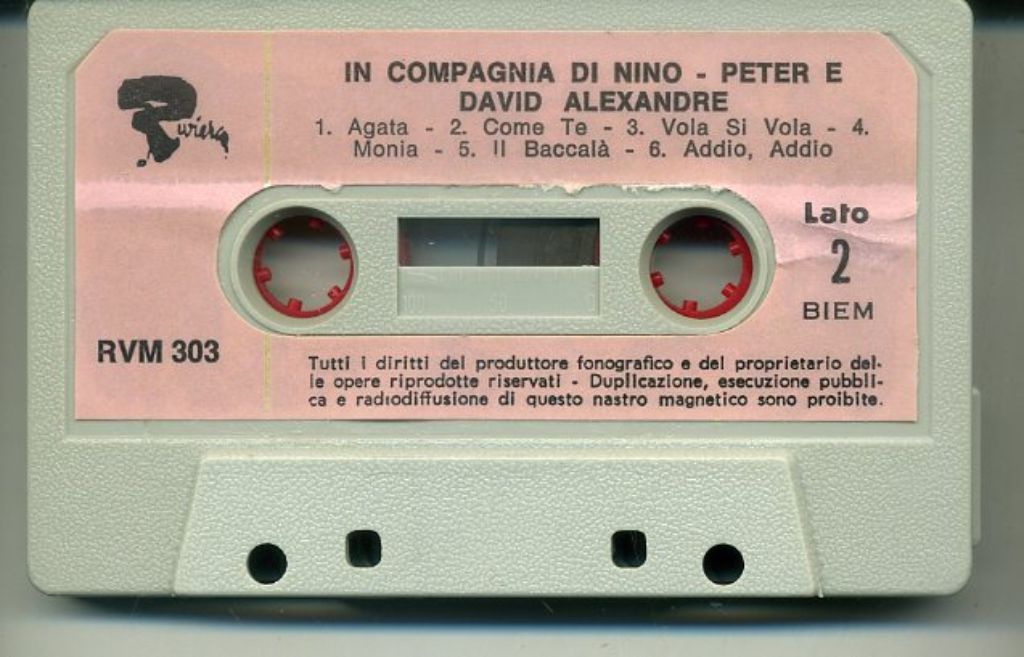 Riviera
IN COMPAGNIA DI NINO - PETER E
DAVID ALEXANDRE
1. Agata - 2. Come Te - 3. Vola Si Vola - 4.
Monia - 5. Il Baccalà - 6. Addio, Addio
Lato
2
BIEM
RVM 303
Tutti i diritti del produttore fonografico e del proprietario del-
le opere riprodotte riservati - Duplicazione, esecuzione pubbli-
ca e radiodiffusione di questo nastro magnetico sono proibite.